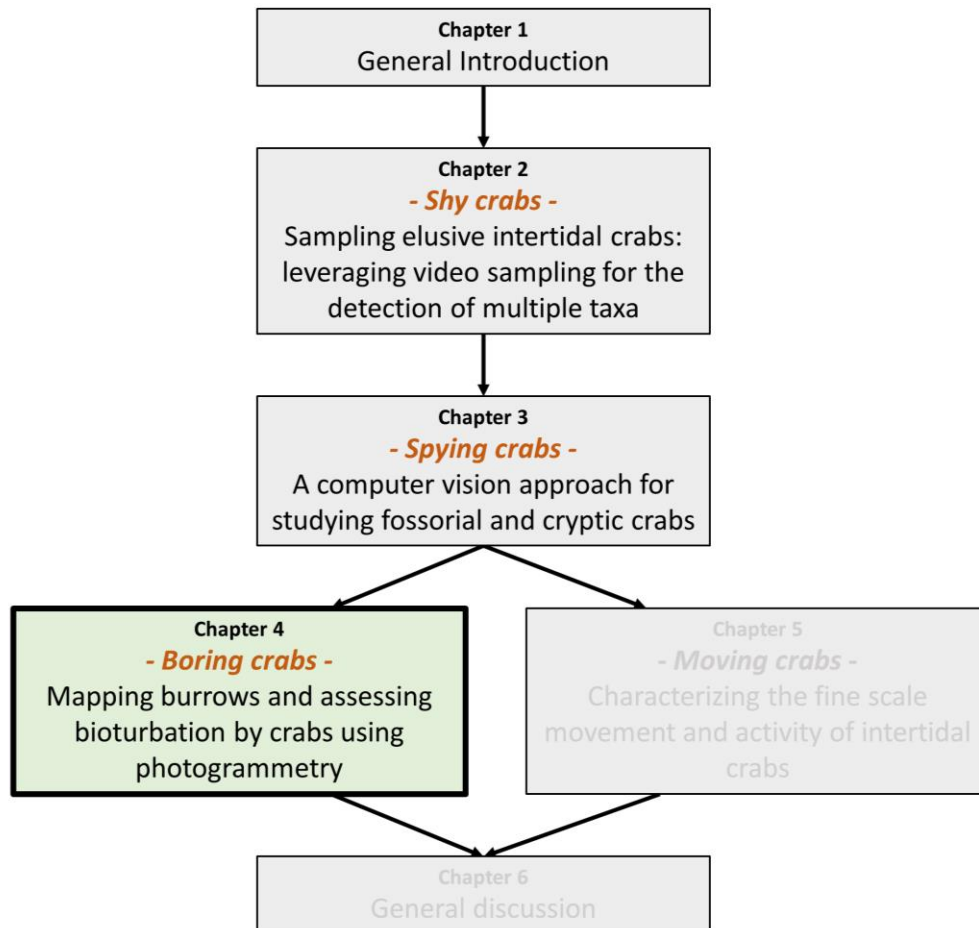 Chapter 1
General Introduction
Chapter 2
- Shy crabs -
Sampling elusive intertidal crabs:
leveraging video sampling for the
detection of multiple taxa
Chapter 3
- Spying crabs -
A computer vision approach for
studying fossorial and cryptic crabs
Chapter 4
- Boring crabs -
Mapping burrows and assessing
bioturbation by crabs using
photogrammetry
Chapter 5
- Moving crabs -
Characterizing the fine scale
movement and activity of intertidal
crabs
Chapter 6
General discussion